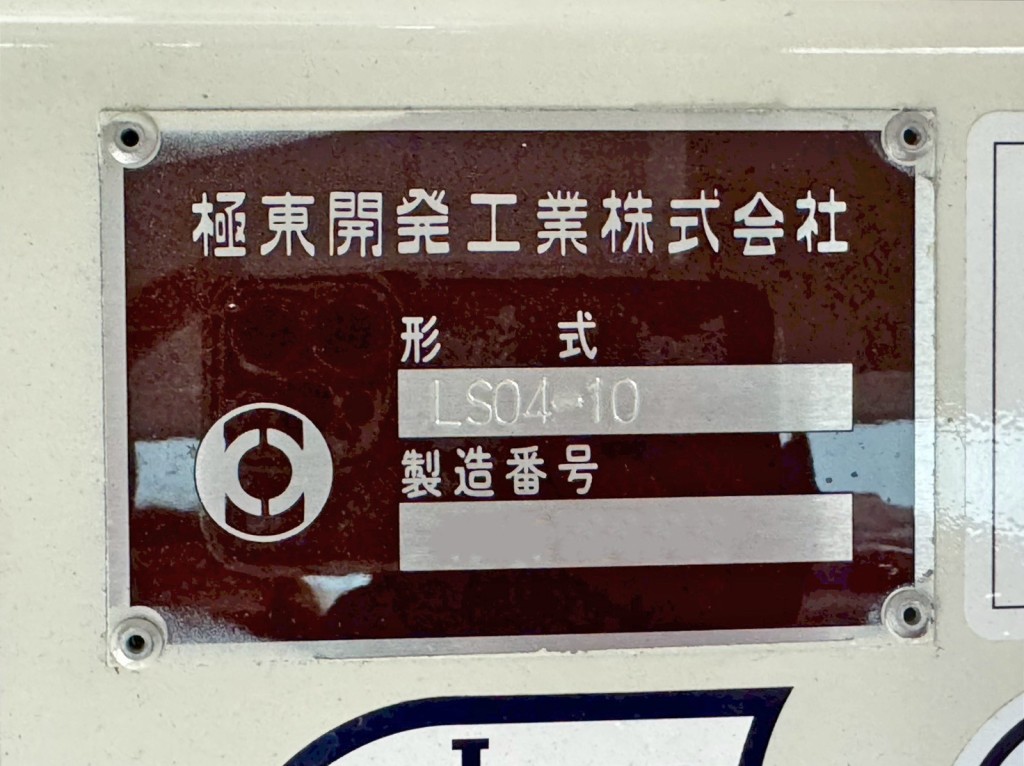 極東開発工業株式会社
形 式
LS04-10
製造番号